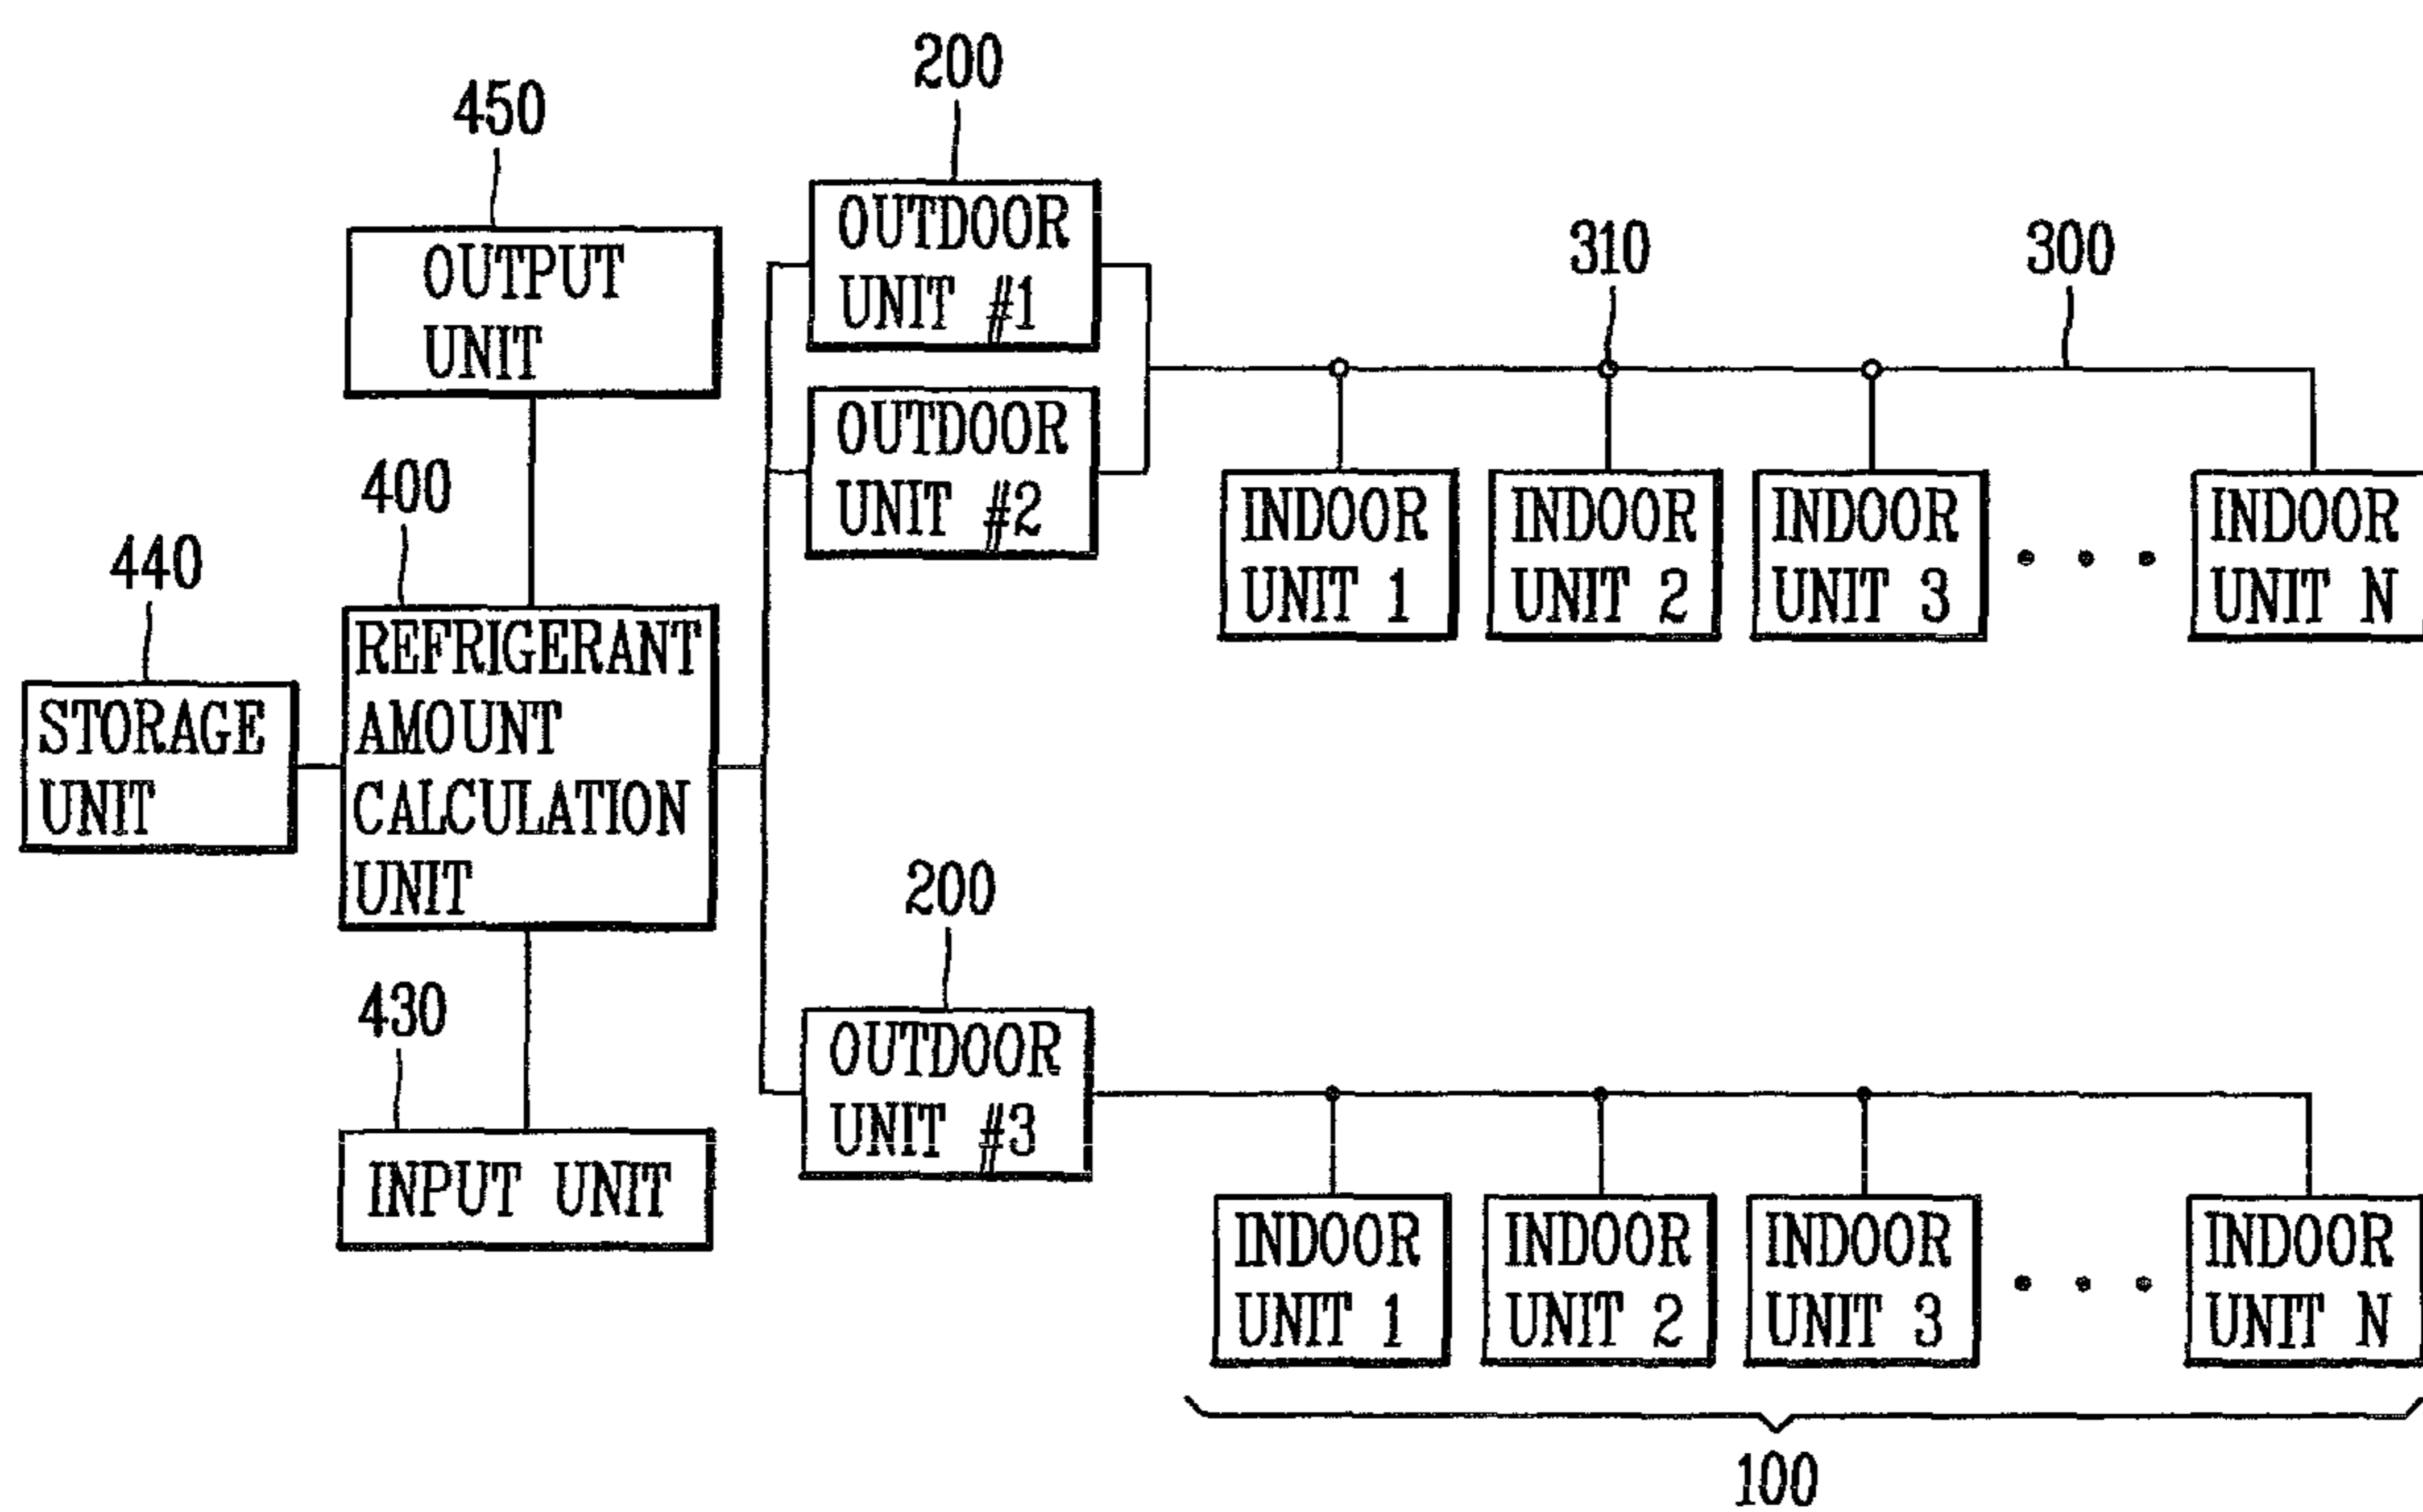 200
450
OUTDOOR
UNIT #1
OUTPUT
UNIT
310
300
OUTDOOR
UNIT #2
400
440
INDOOR
UNIT 1
INDOOR
UNIT 2
INDOOR
UNIT 3
INDOOR
UNIT N
REFRIGERANT
AMOUNT
CALCULATION
UNIT
STORAGE
UNIT
200
430
OUTDOOR
UNIT #3
INPUT UNIT
INDOOR
UNIT 1
INDOOR
UNIT 2
INDOOR
UNIT 3
INDOOR
UNIT N
100